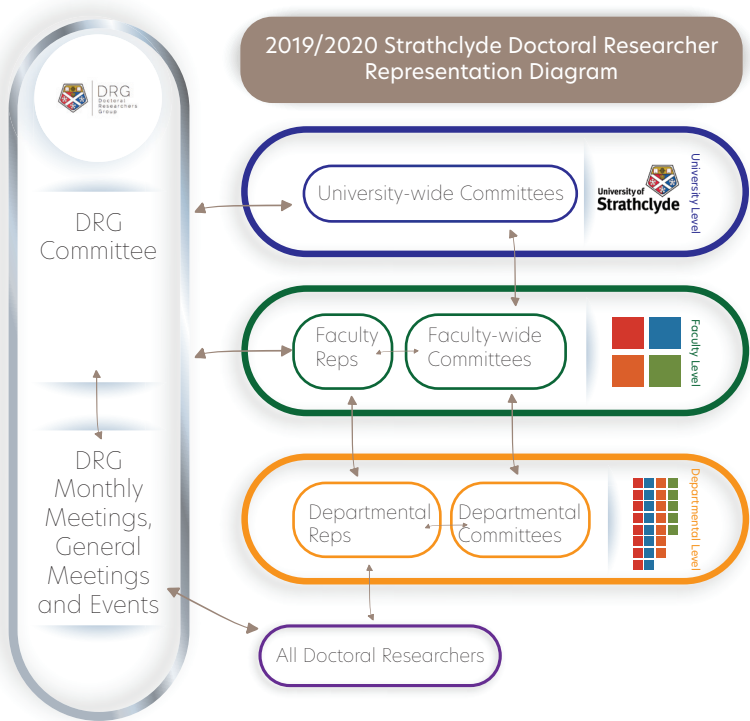 2019/2020 Strathclyde Doctoral Researcher
Representation Diagram
DRG
Doctoral
Researchers
Group
DRG
Committee
DRG
Monthly
Meetings,
General
Meetings
and Events
University-wide Committees
University of
Strathclyde
University Level
Faculty
Reps
Faculty-wide
Committees
Faculty Level
Departmental
Reps
Departmental
Committees
Departmental Level
All Doctoral Researchers